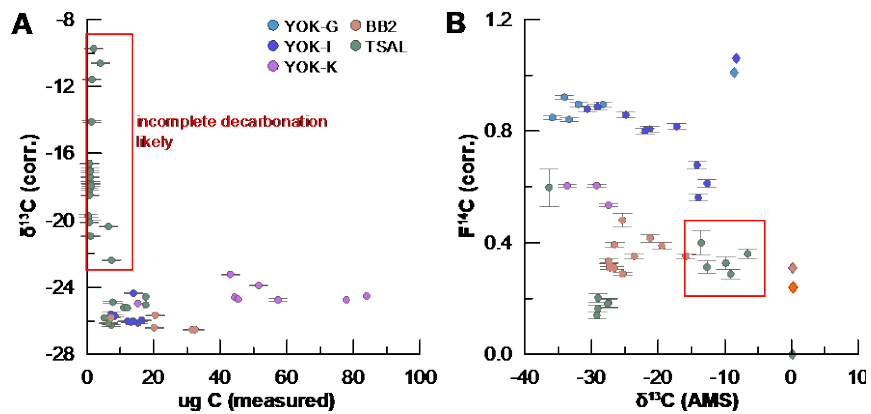 A
-8
-12
-16
-20
-24
-28
δ¹³C (corr.)
0
20
40
60
80
100
ug C (measured)
YOK-G
YOK-I
YOK-K
BB2
TSAL
incomplete decarbonation
likely
B
1.2
0.8
0.4
0.0
F¹⁴C (corr.)
-40
-30
-20
-10
0
10
δ¹³C (AMS)